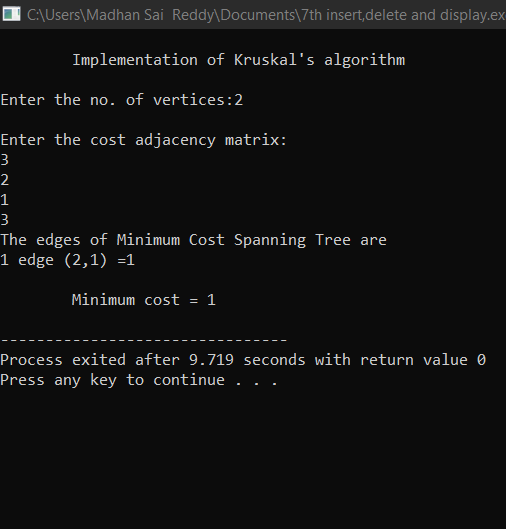 C:\Users\Madhan Sai  Reddy\Documents\7th insert,delete and display.ex
Implementation of Kruskal's algorithm
Enter the no. of vertices:2
Enter the cost adjacency matrix:
3
2
1
3
The edges of Minimum Cost Spanning Tree are
1 edge (2,1) =1
Minimum cost = 1
--------------------------------
Process exited after 9.719 seconds with return value 0
Press any key to continue . . .